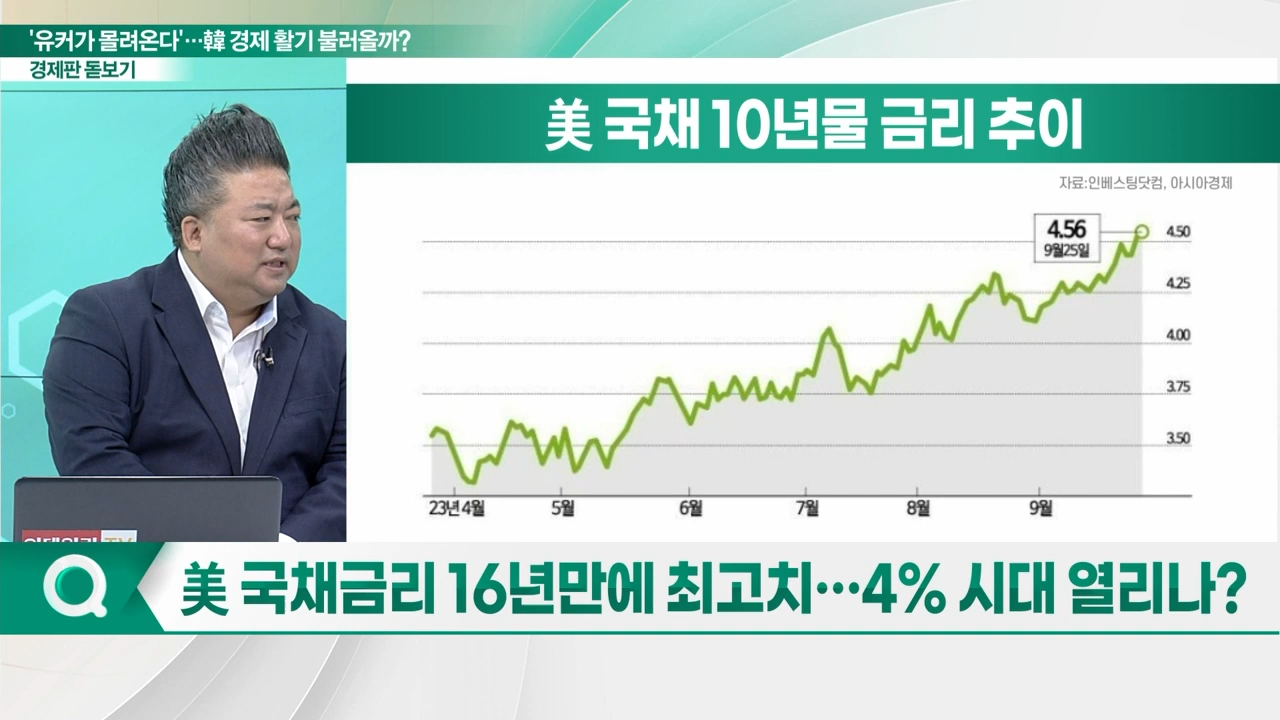 '유커가 몰려온다'…韓 경제 활기 불러올까?
경제판 돋보기
美 국채 10년물 금리 추이
자료:인베스팅닷컴, 아시아경제
4.56
9월25일
4.50
4.25
4.00
3.75
3.50
23년 4월 5월 6월 7월 8월 9월
TV
美 국채금리 16년만에 최고치…4% 시대 열리나?